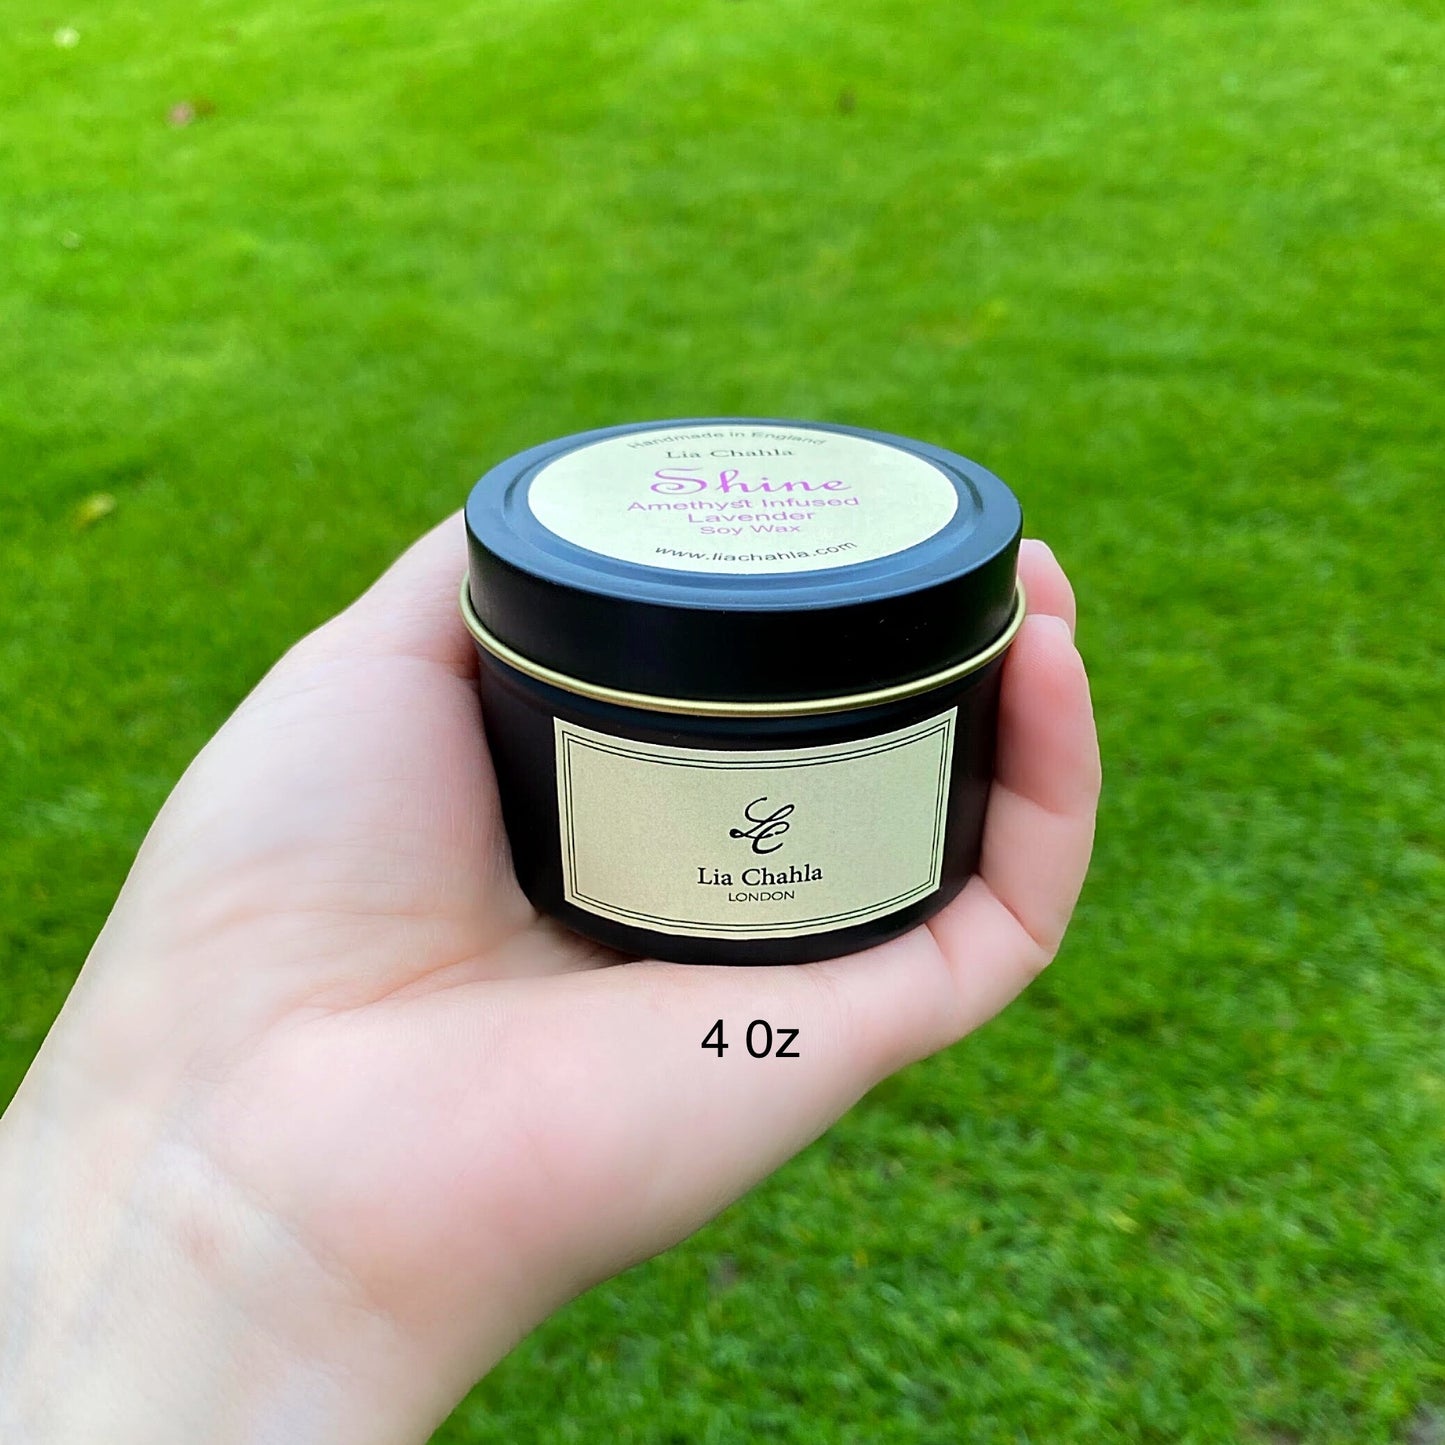 Handmade in England
Lia Chahla
Shine
Amethyst Infused
Lavender
Soy Wax
www.liachahla.com
LC
Lia Chahla
LONDON
4 Oz